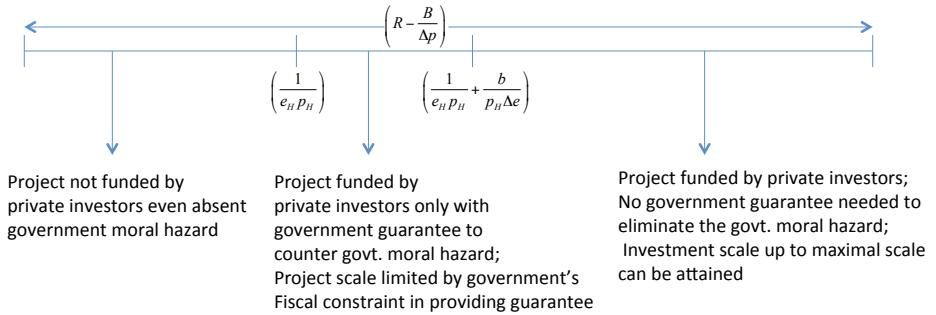 (R − B/Δp)
(1/(e_H p_H))
(1/(e_H p_H) + b/(p_H Δe))
Project not funded by
private investors even absent
government moral hazard
Project funded by
private investors only with
government guarantee to
counter govt. moral hazard;
Project scale limited by government's
Fiscal constraint in providing guarantee
Project funded by private investors;
No government guarantee needed to
eliminate the govt. moral hazard;
Investment scale up to maximal scale
can be attained